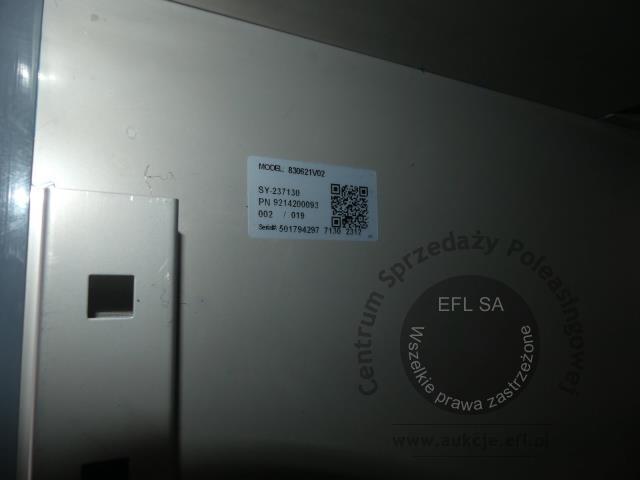 MODEL: 830621V02
SY-237130
PN 9214200093
002 / 019
Serial#: 501794297 7130 2312
Centrum Sprzedaży Poleasingowej
EFL SA
Wszelkie prawa zastrzeżone
www.aukcje.efl.pl